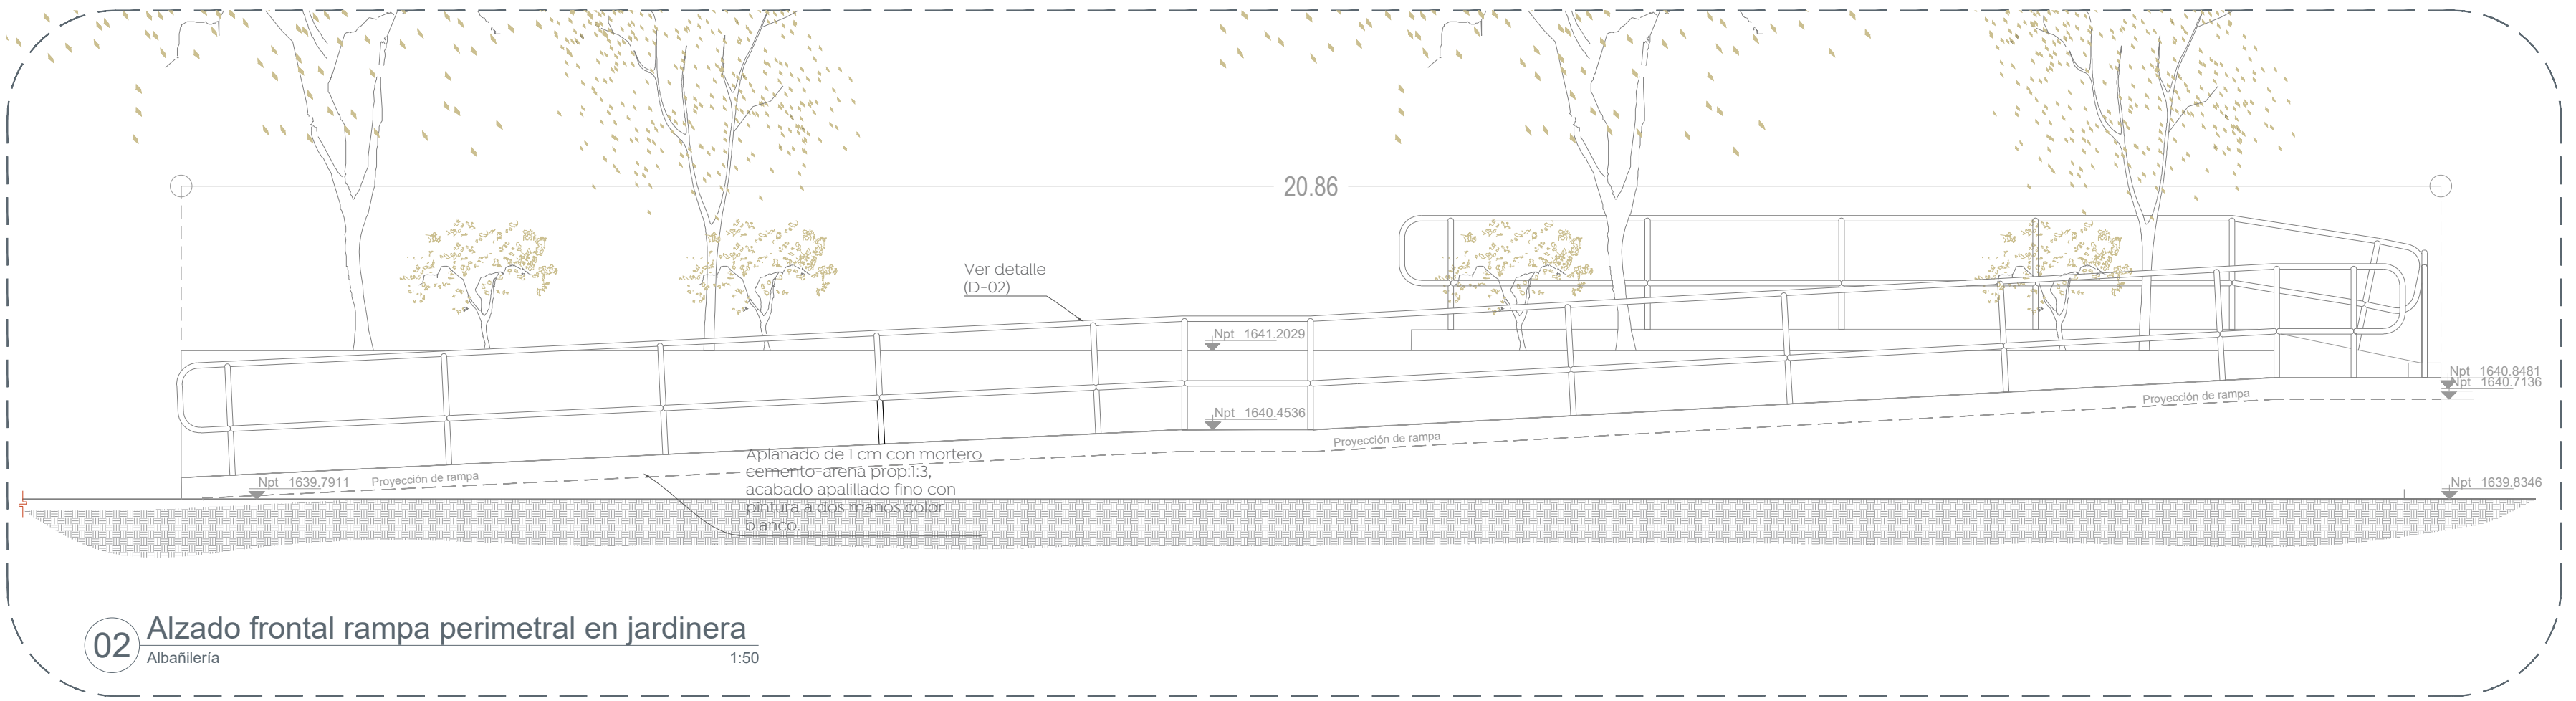 20.86
Ver detalle
(D-02)
Npt 1641.2029
Npt 1640.8481
Npt 1640.7136
Proyección de rampa
Npt 1640.4536
Proyección de rampa
Aplanado de 1 cm con mortero
cemento-arena prop:1:3,
acabado apalillado fino con
pintura a dos manos color
blanco.
Proyección de rampa
Npt 1639.7911
Npt 1639.8346
02
Alzado frontal rampa perimetral en jardinera
Albañilería
1:50